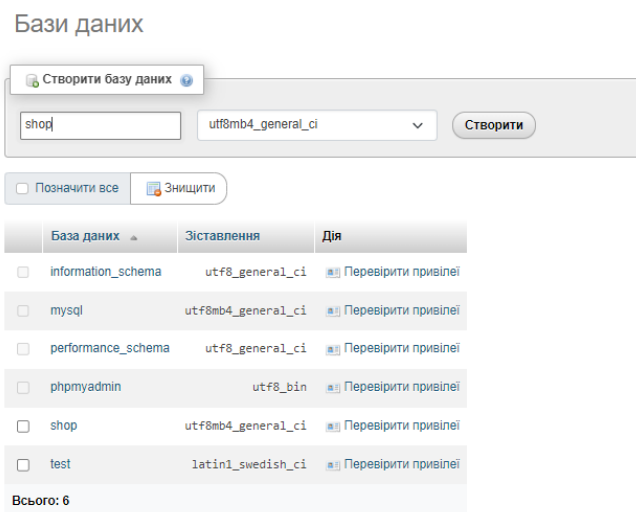 Бази даних
Створити базу даних
shop utf8mb4_general_ci Створити
Позначити все Знищити
База даних Зіставлення Дія
information_schema utf8_general_ci Перевірити привілеї
mysql utf8mb4_general_ci Перевірити привілеї
performance_schema utf8_general_ci Перевірити привілеї
phpmyadmin utf8_bin Перевірити привілеї
shop utf8mb4_general_ci Перевірити привілеї
test latin1_swedish_ci Перевірити привілеї
Всього: 6